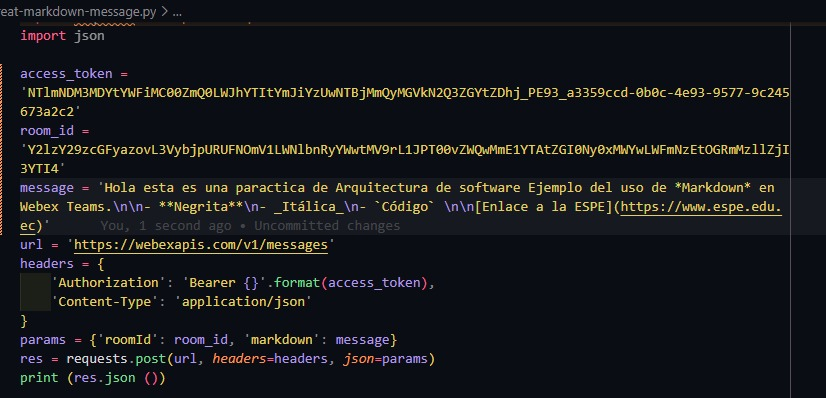 reat-markdown-message.py > ...
import json
access_token =
'NTlmNDM3MDYtYWFiMC00ZmQ0LWJhYTItYmJiYzUwNTBjMmQyMGVkN2Q3ZGYtZDhj_PE93_a3359ccd-0b0c-4e93-9577-9c245
673a2c2'
room_id =
'Y2lzY29zcGFyazovL3VybjpURUFNOmV1LWNlbnRyYWwtMV9rL1JPT00vZWQwMmE1YTAtZGI0Ny0xMWYwLWFmNzEtOGRmMzllZjI
3YTI4'
message = 'Hola esta es una paractica de Arquitectura de software Ejemplo del uso de *Markdown* en
Webex Teams.\n\n- **Negrita**\n- _Itálica_\n- `Código` \n\n[Enlace a la ESPE](https://www.espe.edu.
ec)' You, 1 second ago • Uncommitted changes
url = 'https://webexapis.com/v1/messages'
headers = {
'Authorization': 'Bearer {}'.format(access_token),
'Content-Type': 'application/json'
}
params = {'roomId': room_id, 'markdown': message}
res = requests.post(url, headers=headers, json=params)
print (res.json ())